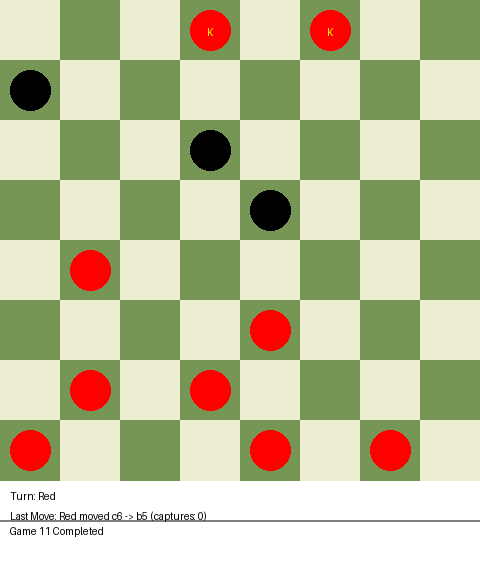 K K
Turn: Red
Last Move: Red moved c6 -> b5 (captures: 0)
Game 11 Completed